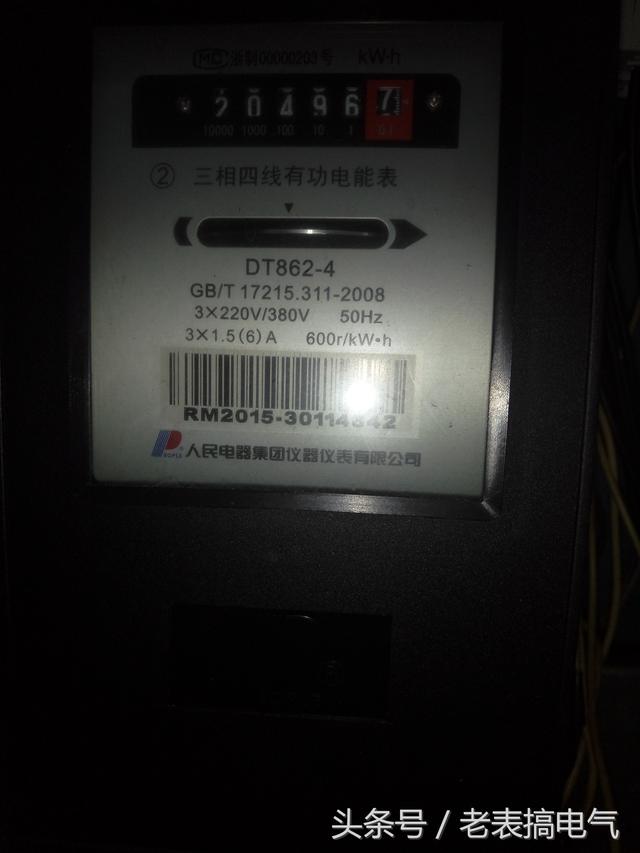 MC 浙制00000203号 kW·h
2 0 4 9 6 7
10000 1000 100 10 1 0.1
② 三相四线有功电能表
DT862-4
GB/T 17215.311-2008
3×220V/380V 50Hz
3×1.5(6)A 600r/kW·h
RM2015-30114342
PEOPLE 人民电器集团仪器仪表有限公司
头条号 / 老表搞电气